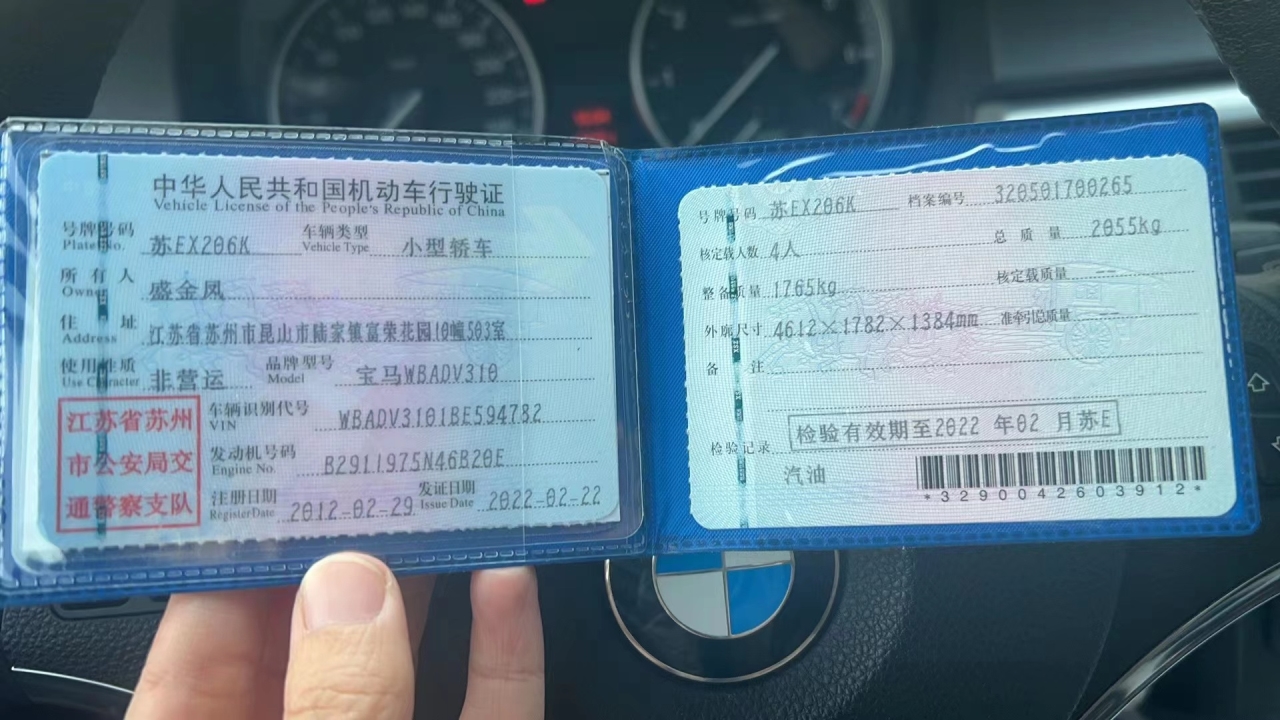 中华人民共和国机动车行驶证
Vehicle License of the People's Republic of China
号牌号码 苏EX206K 车辆类型 小型轿车
Plate No. Vehicle Type
所有人 盛金凤
Owner
住址 江苏省苏州市昆山市陆家镇富荣花园10幢503室
Address
使用性质 非营运 品牌型号 宝马WBADV310
Use Character Model
江苏省苏州
市公安局交
通警察支队
车辆识别代号 WBADV3101BE594782
VIN
发动机号码 B2911975N46B20E
Engine No.
注册日期 2012-02-29 发证日期 2022-02-22
Register Date Issue Date
号牌号码 苏EX206K 档案编号 320501700265
核定载人数 4人 总质量 2055kg
整备质量 1765kg 核定载质量 --
外廓尺寸 4612×1782×1384mm 准牵引总质量 --
备注
检验记录 检验有效期至2022年02月苏E
汽油
*3290042603912*